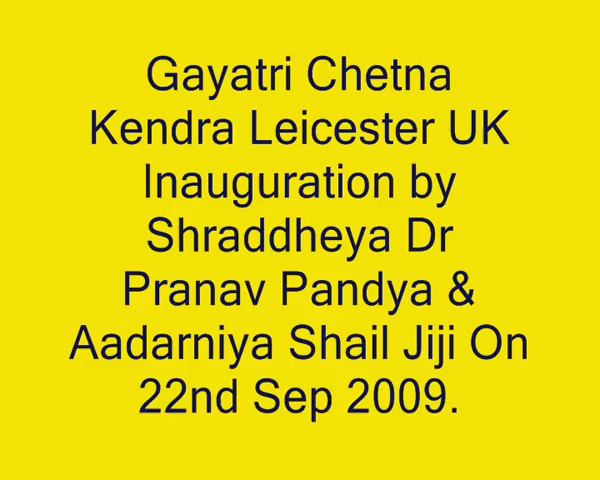 Gayatri Chetna
Kendra Leicester UK
Inauguration by
Shraddheya Dr
Pranav Pandya &
Aadarniya Shail Jiji On
22nd Sep 2009.